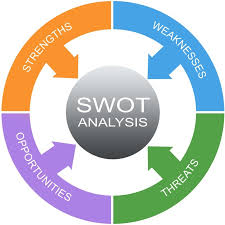 STRENGTHS
WEAKNESSES
SWOT
ANALYSIS
OPPORTUNITIES
THREATS